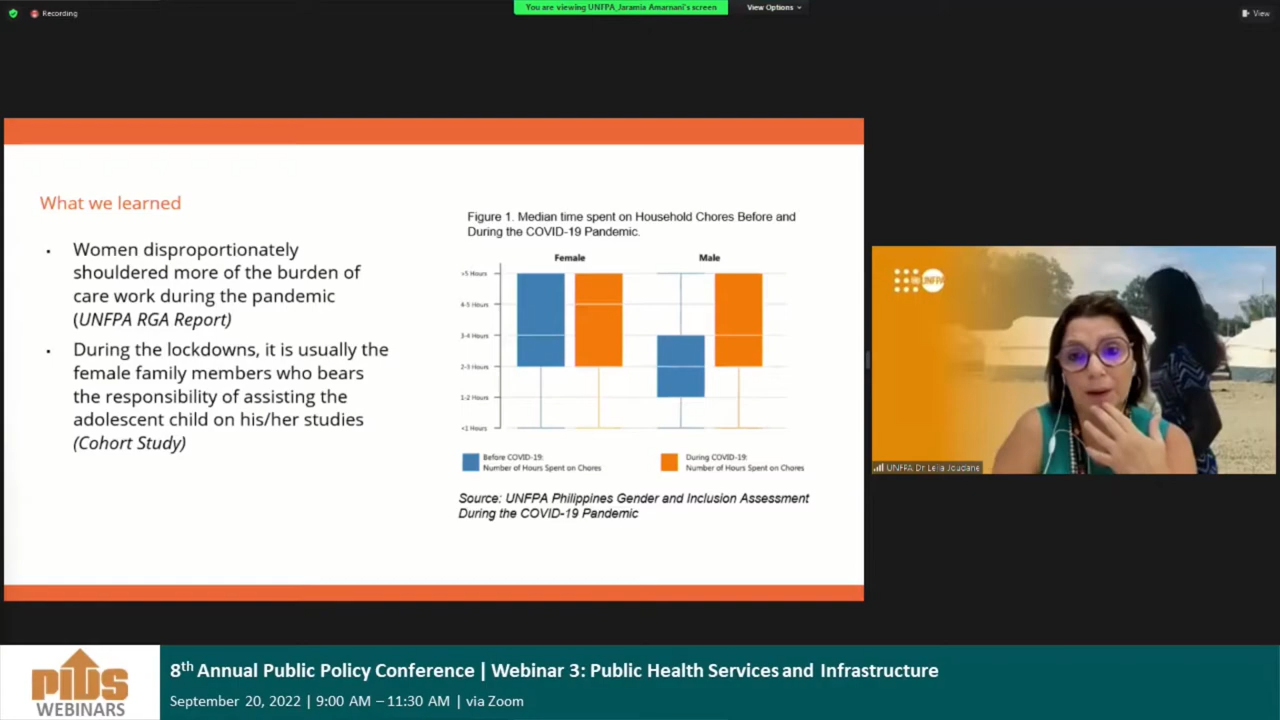 Recording
You are viewing UNFPA_Jaramia Amarnani's screen
View Options
View
What we learned
Women disproportionately
shouldered more of the burden of
care work during the pandemic
(UNFPA RGA Report)
During the lockdowns, it is usually the
female family members who bears
the responsibility of assisting the
adolescent child on his/her studies
(Cohort Study)
Figure 1. Median time spent on Household Chores Before and
During the COVID-19 Pandemic.
Female
Male
+5 Hours
4-5 Hours
3-4 Hours
2-3 Hours
1-2 Hours
<1 Hours
Before COVID-19:
Number of Hours Spent on Chores
During COVID-19:
Number of Hours Spent on Chores
Source: UNFPA Philippines Gender and Inclusion Assessment
During the COVID-19 Pandemic
UNFPA
UNFPA Dr Leila Joudane
PIDS
WEBINARS
8th Annual Public Policy Conference | Webinar 3: Public Health Services and Infrastructure
September 20, 2022 | 9:00 AM – 11:30 AM | via Zoom